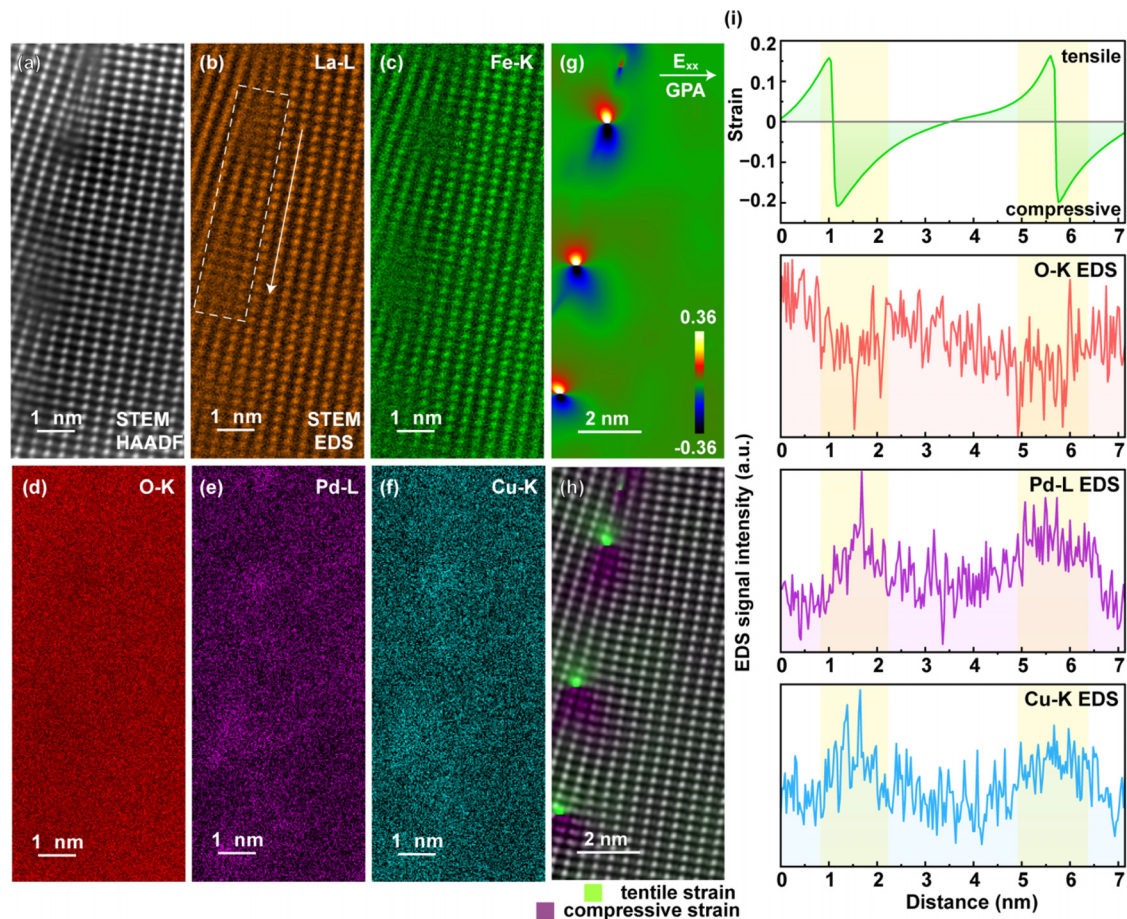 (a)
STEM
HAADF
1 nm
(b)
La-L
STEM
EDS
1 nm
(c)
Fe-K
1 nm
(g)
Exx
GPA
0.36
-0.36
2 nm
(d)
O-K
1 nm
(e)
Pd-L
1 nm
(f)
Cu-K
1 nm
(h)
2 nm
tentile strain
compressive strain
(i)
Strain
0.2
0.1
0
−0.1
−0.2
tensile
compressive
0 1 2 3 4 5 6 7
EDS signal intensity (a.u.)
O-K EDS
0 1 2 3 4 5 6 7
Pd-L EDS
0 1 2 3 4 5 6 7
Cu-K EDS
0 1 2 3 4 5 6 7
Distance (nm)